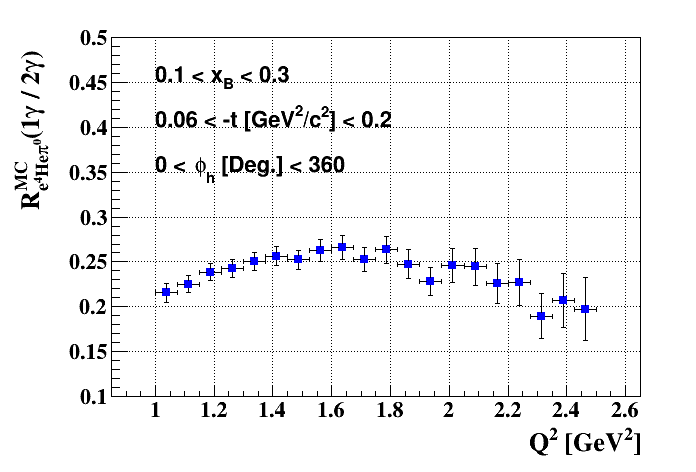 0.5
0.1 < x_B < 0.3
0.45
0.06 < -t [GeV²/c²] < 0.2
0.4
0 < ϕ_h [Deg.] < 360
0.35
0.3
0.25
0.2
0.15
0.1
R^MC_e⁴Heπ⁰(1γ / 2γ)
1 1.2 1.4 1.6 1.8 2 2.2 2.4 2.6
Q² [GeV²]